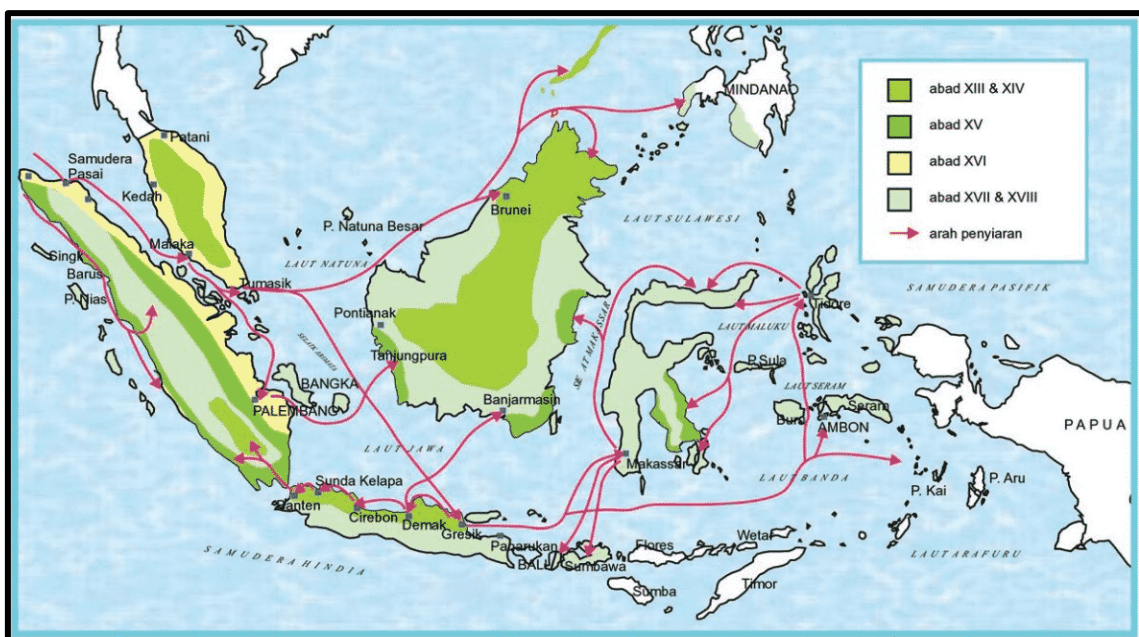 abad XIII & XIV
abad XV
abad XVI
abad XVII & XVIII
arah penyiaran
MINDANAO
Patani
Samudera
Pasai
Kedah
Brunei
P. Natuna Besar
LAUT SULAWESI
Malaka
LAUT NATUNA
Singk
Barus
P. Nias
Tumasik
SAMUDERA PASIFIK
Tidore
Pontianak
SELAT MAKASSAR
LAUT MALUKU
Tanjungpura
P.Sula
BANGKA
LAUT SERAM
PALEMBANG
Banjarmasin
Seram
Buru
AMBON
PAPUA
LAUT JAWA
Makassar
LAUT BANDA
Sunda Kelapa
Banten
P. Kai
P. Aru
Cirebon
Demak
Gresik
Panarukan
Flores
Wetar
SAMUDERA HINDIA
BALI
Sumbawa
LAUT ARAFURU
Sumba
Timor